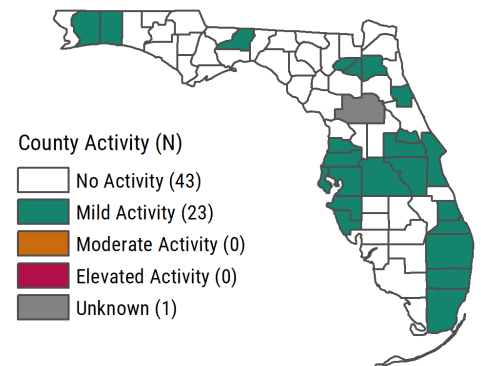 County Activity (N)
No Activity (43)
Mild Activity (23)
Moderate Activity (0)
Elevated Activity (0)
Unknown (1)